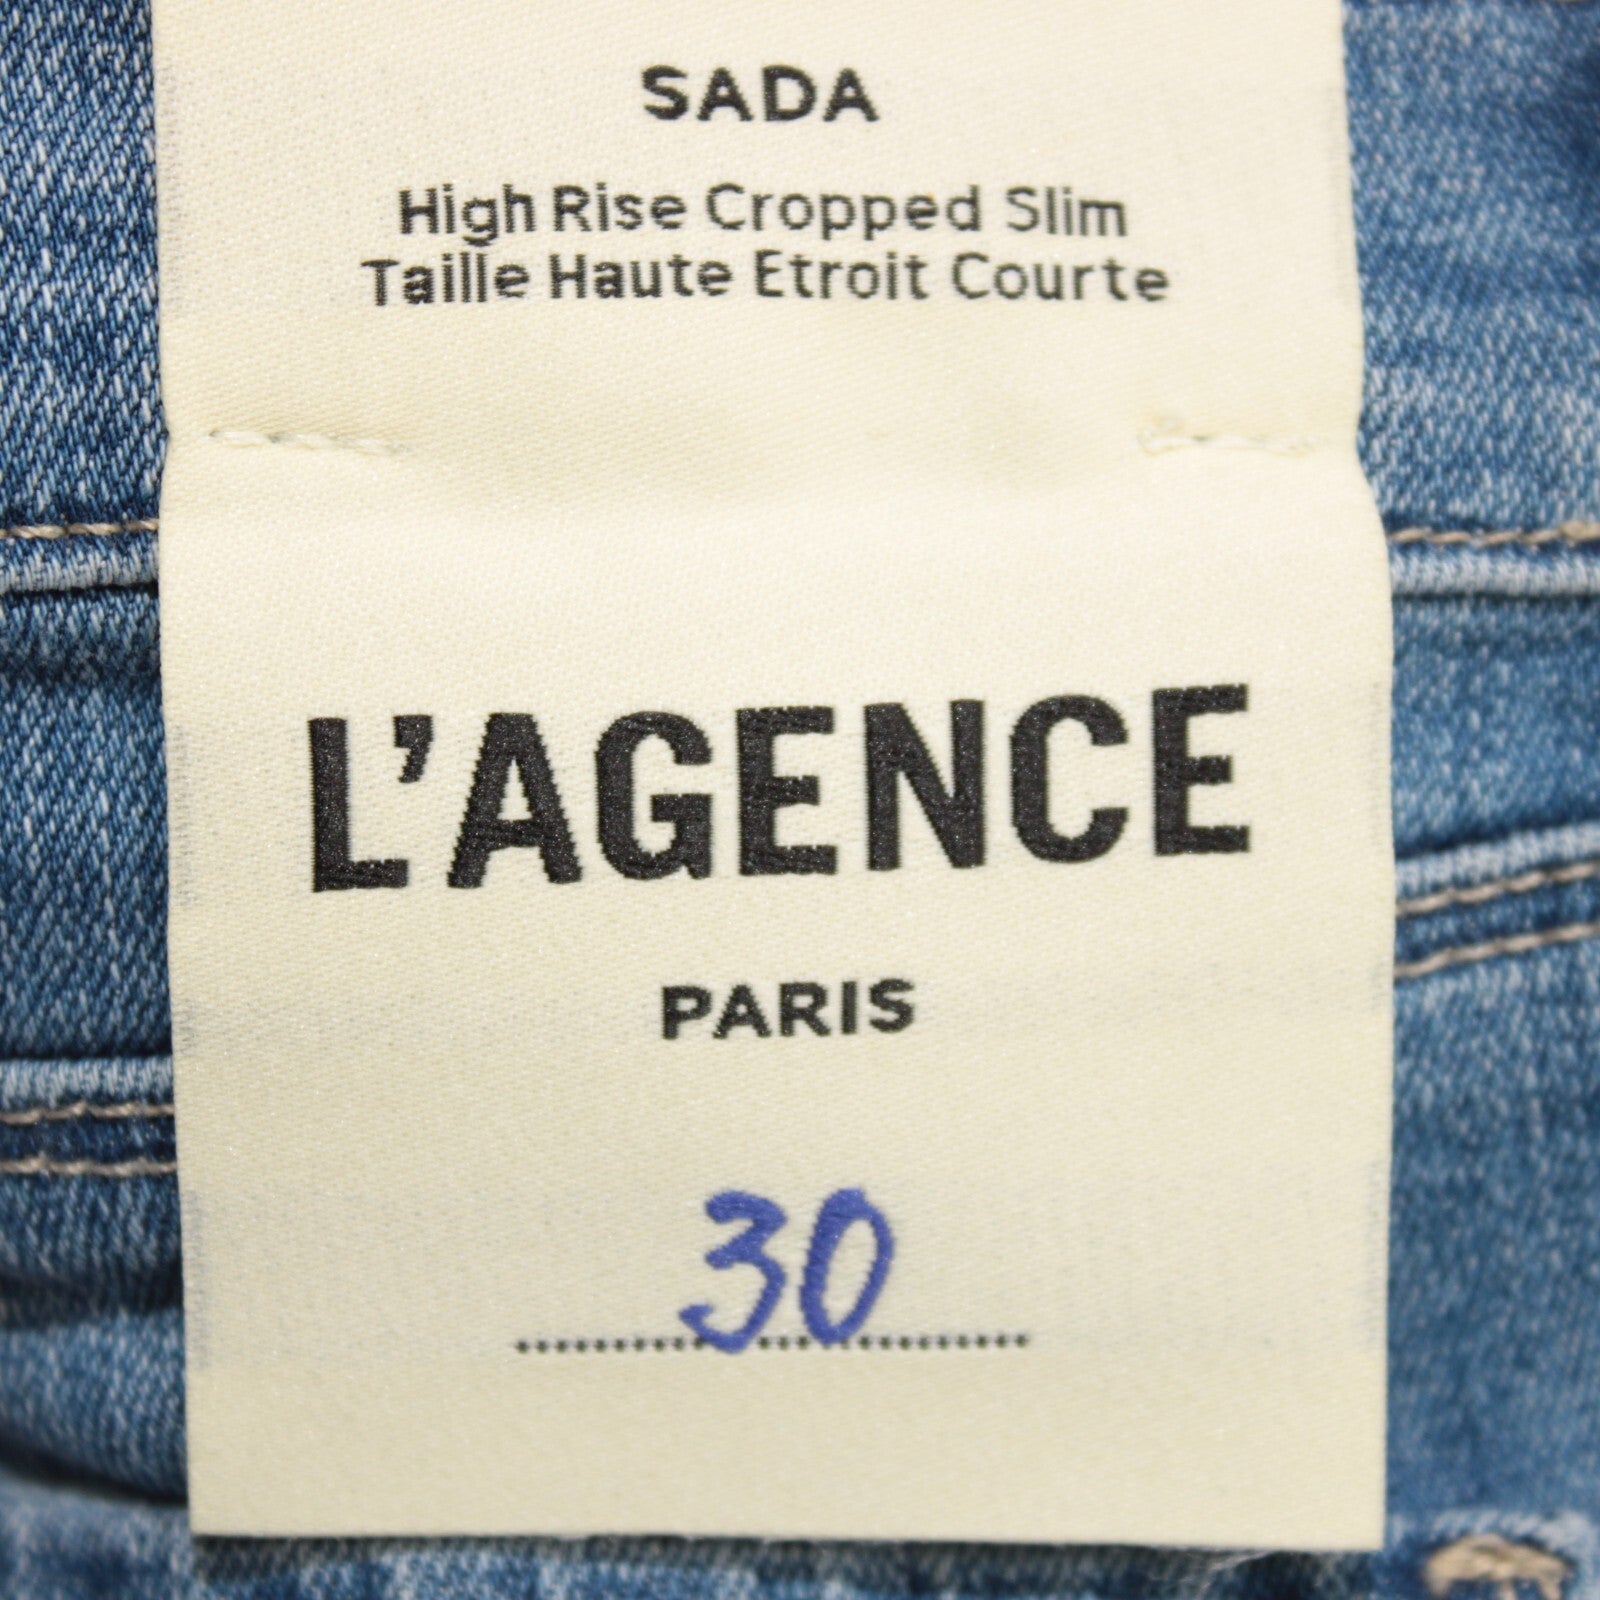 SADA
High Rise Cropped Slim
Taille Haute Etroit Courte
L'AGENCE
PARIS
30